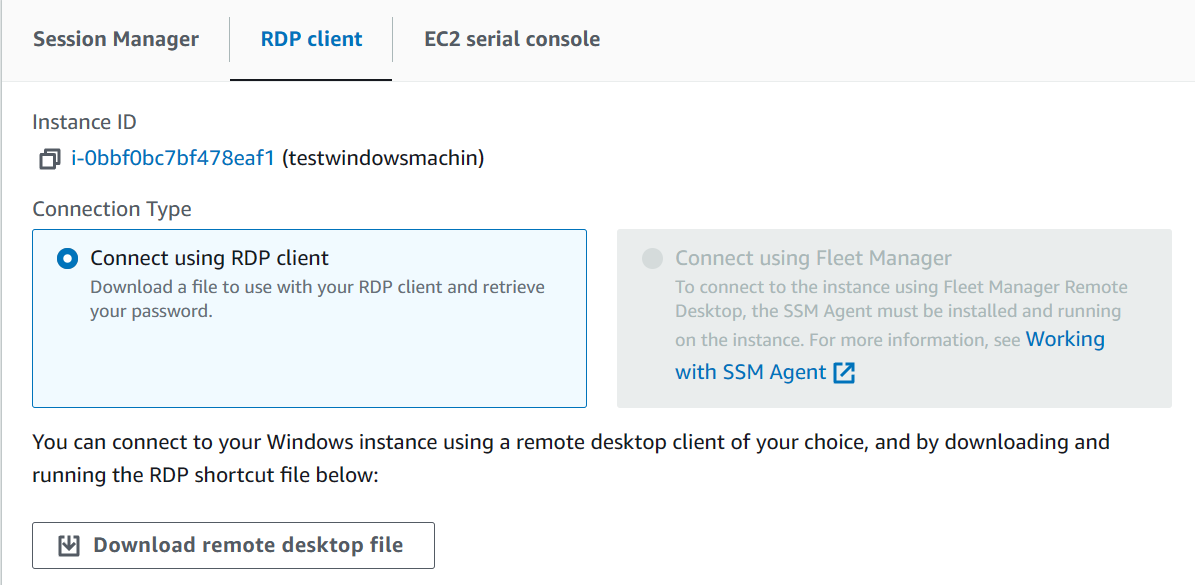 Session Manager
RDP client
EC2 serial console
Instance ID
i-0bbf0bc7bf478eaf1 (testwindowsmachin)
Connection Type
Connect using RDP client
Download a file to use with your RDP client and retrieve
your password.
Connect using Fleet Manager
To connect to the instance using Fleet Manager Remote
Desktop, the SSM Agent must be installed and running
on the instance. For more information, see Working
with SSM Agent
You can connect to your Windows instance using a remote desktop client of your choice, and by downloading and
running the RDP shortcut file below:
Download remote desktop file